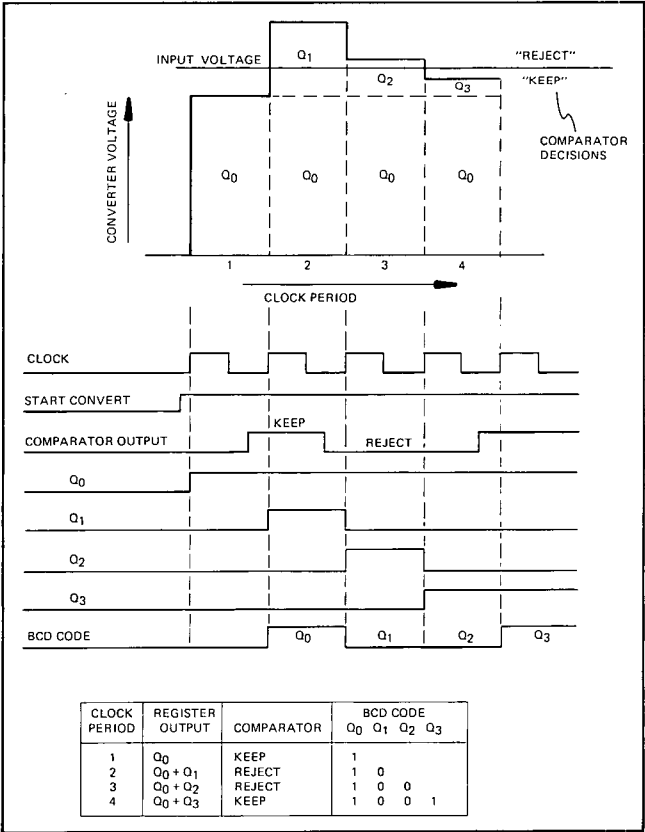 INPUT VOLTAGE Q1 "REJECT"
Q2 Q3 "KEEP"
COMPARATOR
DECISIONS
CONVERTER VOLTAGE
Q0 Q0 Q0 Q0
1 2 3 4
CLOCK PERIOD
CLOCK
START CONVERT
KEEP
COMPARATOR OUTPUT REJECT
Q0
Q1
Q2
Q3
BCD CODE Q0 Q1 Q2 Q3
CLOCK REGISTER BCD CODE
PERIOD OUTPUT COMPARATOR Q0 Q1 Q2 Q3
1 Q0 KEEP 1
2 Q0 + Q1 REJECT 1 0
3 Q0 + Q2 REJECT 1 0 0
4 Q0 + Q3 KEEP 1 0 0 1